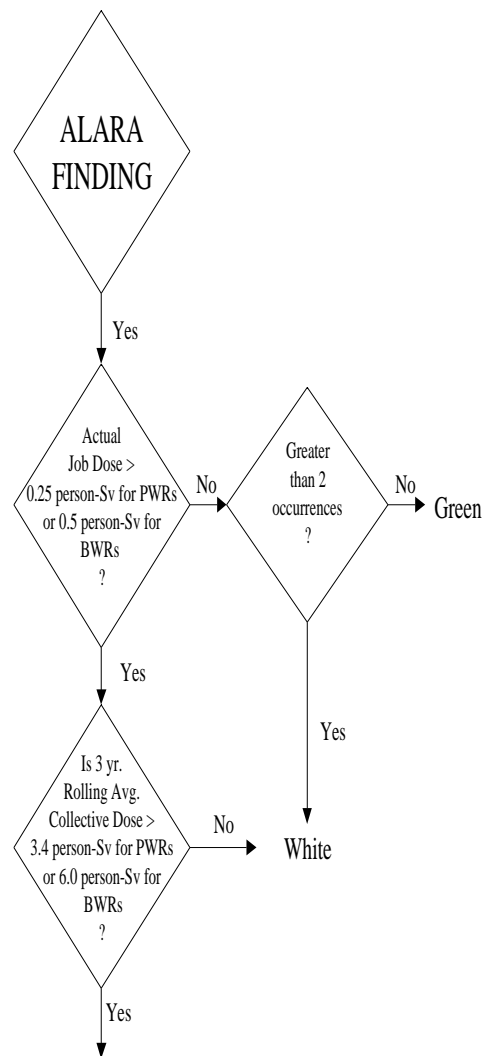 ALARA
FINDING
Yes
Actual
Job Dose >
0.25 person-Sv for PWRs
or 0.5 person-Sv for
BWRs
?
No
Greater
than 2
occurrences
?
No
Green
Yes
Yes
Is 3 yr.
Rolling Avg.
Collective Dose >
3.4 person-Sv for PWRs
or 6.0 person-Sv for
BWRs
?
No
White
Yes